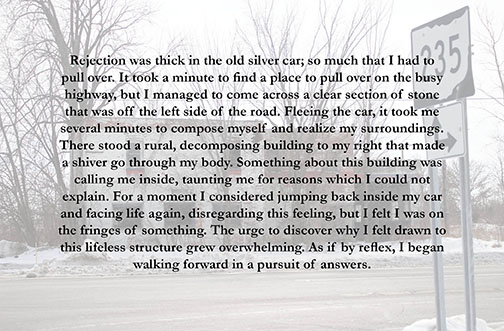 Rejection was thick in the old silver car; so much that I had to
pull over. It took a minute to find a place to pull over on the busy
highway, but I managed to come across a clear section of stone
that was off the left side of the road. Fleeing the car, it took me
several minutes to compose myself and realize my surroundings.
There stood a rural, decomposing building to my right that made
a shiver go through my body. Something about this building was
calling me inside, taunting me for reasons which I could not
explain. For a moment I considered jumping back inside my car
and facing life again, disregarding this feeling, but I felt I was on
the fringes of something. The urge to discover why I felt drawn to
this lifeless structure grew overwhelming. As if by reflex, I began
walking forward in a pursuit of answers.
335